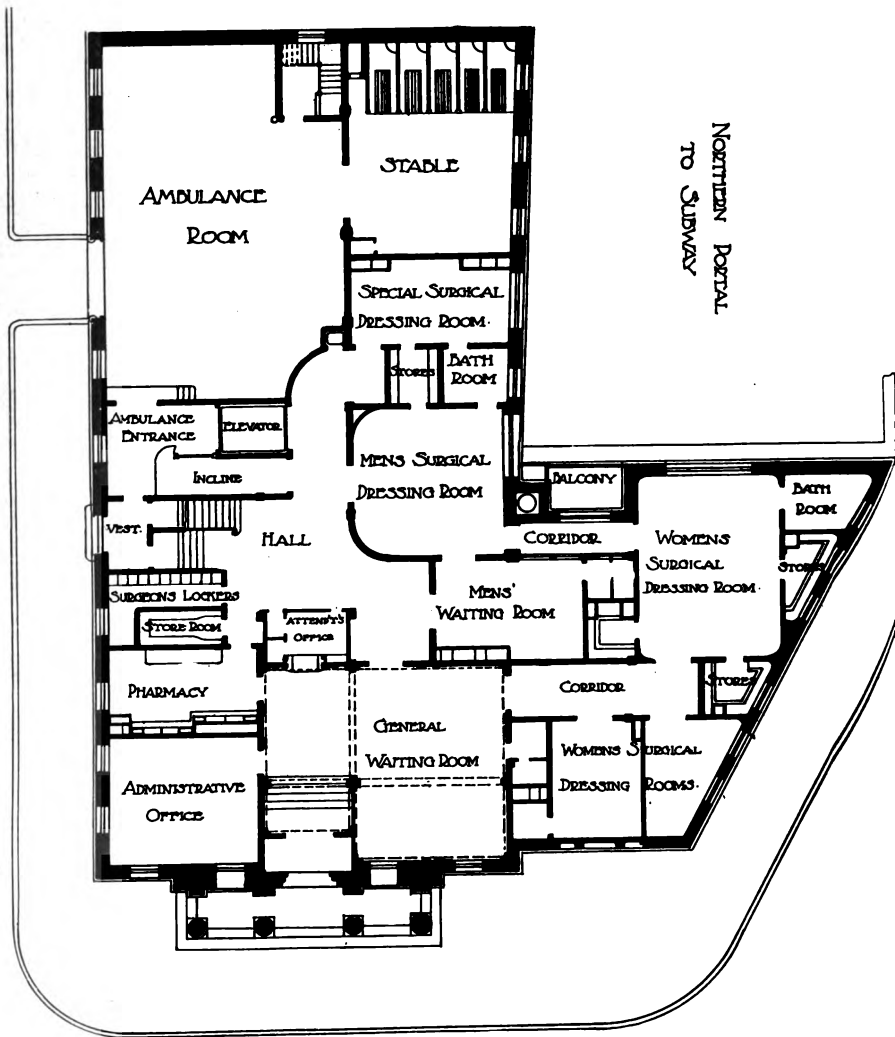 AMBULANCE
ROOM
STABLE
NORTHERN PORTAL
TO SUBWAY
SPECIAL SURGICAL
DRESSING ROOM.
STORES
BATH
ROOM
AMBULANCE
ENTRANCE
ELEVATOR
INCLINE
MENS SURGICAL
DRESSING ROOM
BALCONY
BATH
ROOM
VEST.
HALL
CORRIDOR
WOMENS
SURGICAL
DRESSING ROOM
STORES
SURGEONS LOCKERS
STORE ROOM
ATTENDT'S
OFFICE
MENS'
WAITING ROOM
PHARMACY
CORRIDOR
STORES
GENERAL
WAITING ROOM
WOMENS SURGICAL
DRESSING ROOMS.
ADMINISTRATIVE
OFFICE